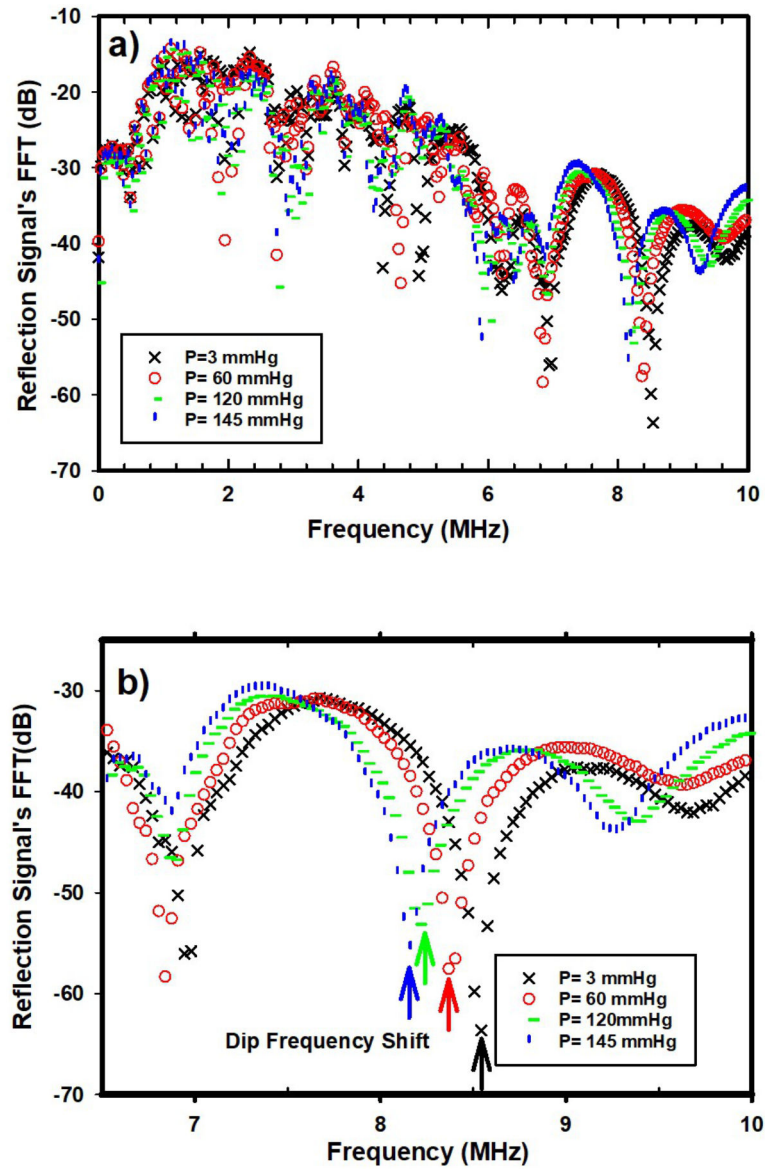 a)
Reflection Signal's FFT (dB)
-10
-20
-30
-40
-50
-60
-70
P=3 mmHg
P= 60 mmHg
P= 120 mmHg
P= 145 mmHg
0 2 4 6 8 10
Frequency (MHz)
b)
Reflection Signal's FFT(dB)
-30
-40
-50
-60
-70
Dip Frequency Shift
P= 3 mmHg
P= 60 mmHg
P= 120mmHg
P= 145 mmHg
7 8 9 10
Frequency (MHz)